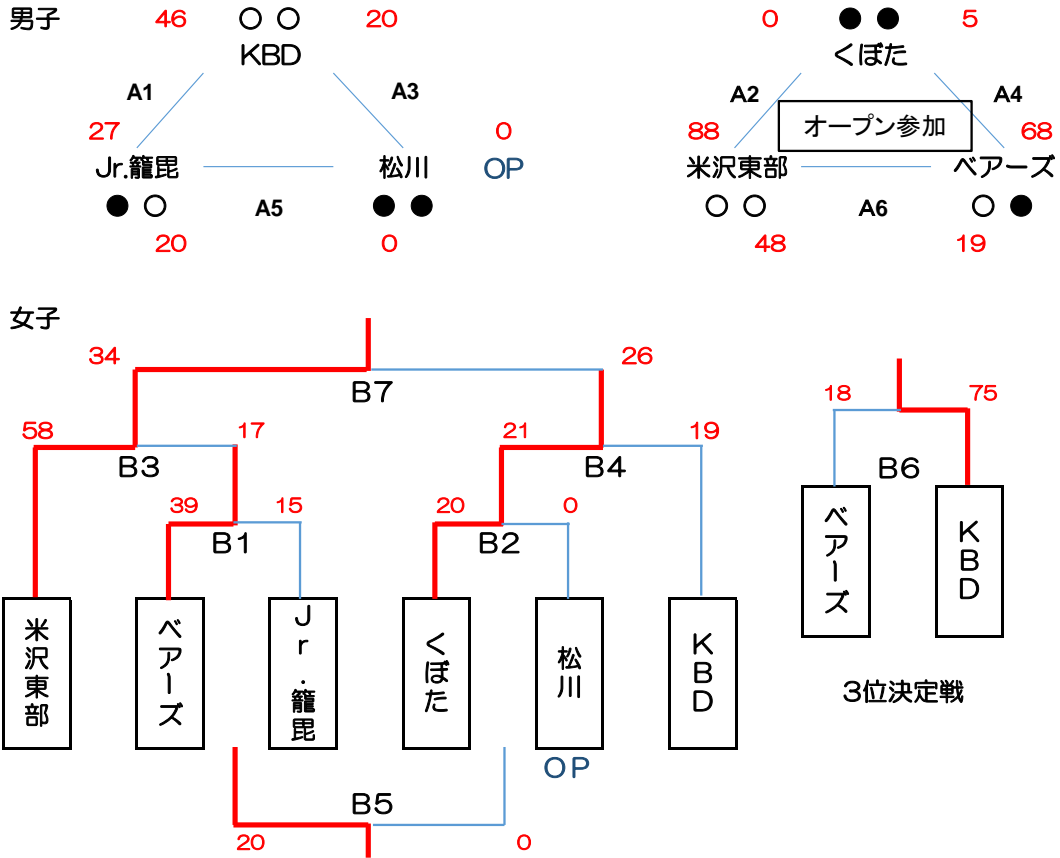 男子
46 ○○ 20
KBD
A1 A3
27 0
Jr.籠毘 松川 OP
●○ A5 ●●
20 0
0 ●● 5
くぼた
A2 A4
オープン参加
88 68
米沢東部 ベアーズ
○○ A6 ○●
48 19
女子
34 26
B7
58 17 21 19
B3 B4
39 15 20 0
B1 B2
米沢東部
ベアーズ
Jr.籠毘
くぼた
松川
KBD
OP
B5
20 0
18 75
B6
ベアーズ
KBD
3位決定戦